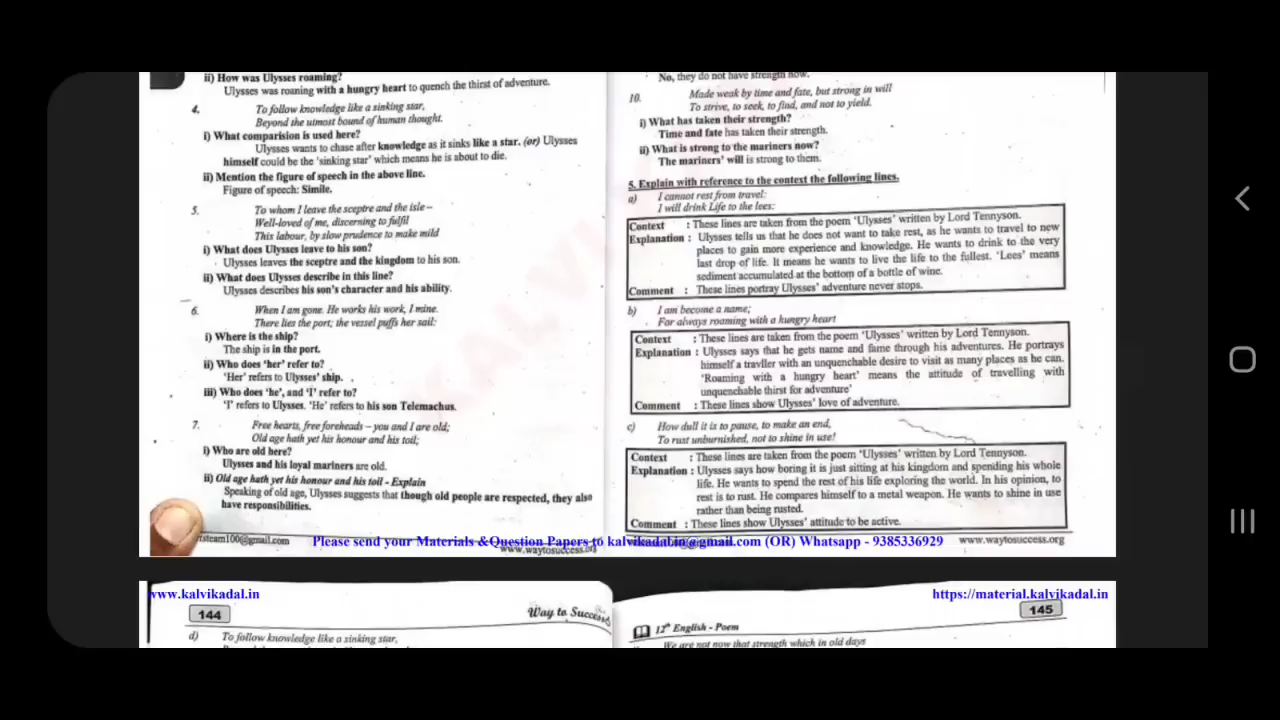 ii) How was Ulysses roaming?
Ulysses was roaming with a hungry heart to quench the thirst of adventure.
4. To follow knowledge like a sinking star,
Beyond the utmost bound of human thought.
i) What comparision is used here?
Ulysses wants to chase after knowledge as it sinks like a star. (or) Ulysses
himself could be the 'sinking star' which means he is about to die.
ii) Mention the figure of speech in the above line.
Figure of speech: Simile.
5. To whom I leave the sceptre and the isle –
Well-loved of me, discerning to fulfil
This labour, by slow prudence to make mild
i) What does Ulysses leave to his son?
Ulysses leaves the sceptre and the kingdom to his son.
ii) What does Ulysses describe in this line?
Ulysses describes his son's character and his ability.
6. When I am gone. He works his work, I mine.
There lies the port; the vessel puffs her sail:
i) Where is the ship?
The ship is in the port.
ii) Who does 'her' refer to?
'Her' refers to Ulysses' ship.
iii) Who does 'he', and 'I' refer to?
'I' refers to Ulysses. 'He' refers to his son Telemachus.
7. Free hearts, free foreheads – you and I are old;
Old age hath yet his honour and his toil;
i) Who are old here?
Ulysses and his loyal mariners are old.
ii) Old age hath yet his honour and his toil - Explain
Speaking of old age, Ulysses suggests that though old people are respected, they also
have responsibilities.
rsteam100@gmail.com
www.waytosuccess.org
No, they do not have strength now.
10. Made weak by time and fate, but strong in will
To strive, to seek, to find, and not to yield.
i) What has taken their strength?
Time and fate has taken their strength.
ii) What is strong to the mariners now?
The mariners' will is strong to them.
5. Explain with reference to the context the following lines.
a) I cannot rest from travel:
I will drink Life to the lees:
Context : These lines are taken from the poem 'Ulysses' written by Lord Tennyson.
Explanation : Ulysses tells us that he does not want to take rest, as he wants to travel to new
places to gain more experience and knowledge. He wants to drink to the very
last drop of life. It means he wants to live the life to the fullest. 'Lees' means
sediment accumulated at the bottom of a bottle of wine.
Comment : These lines portray Ulysses' adventure never stops.
b) I am become a name;
For always roaming with a hungry heart
Context : These lines are taken from the poem 'Ulysses' written by Lord Tennyson.
Explanation : Ulysses says that he gets name and fame through his adventures. He portrays
himself a travller with an unquenchable desire to visit as many places as he can.
'Roaming with a hungry heart' means the attitude of travelling with
unquenchable thirst for adventure'
Comment : These lines show Ulysses' love of adventure.
c) How dull it is to pause, to make an end,
To rust unburnished, not to shine in use!
Context : These lines are taken from the poem 'Ulysses' written by Lord Tennyson.
Explanation : Ulysses says how boring it is just sitting at his kingdom and spending his whole
life. He wants to spend the rest of his life exploring the world. In his opinion, to
rest is to rust. He compares himself to a metal weapon. He wants to shine in use
rather than being rusted.
Comment : These lines show Ulysses' attitude to be active.
www.waytosuccess.org
Please send your Materials &Question Papers to kalvikadal.in@gmail.com (OR) Whatsapp - 9385336929
www.kalvikadal.in
https://material.kalvikadal.in
144
Way to Success
d) To follow knowledge like a sinking star,
145
12th English - Poem
We are not now that strength which in old days